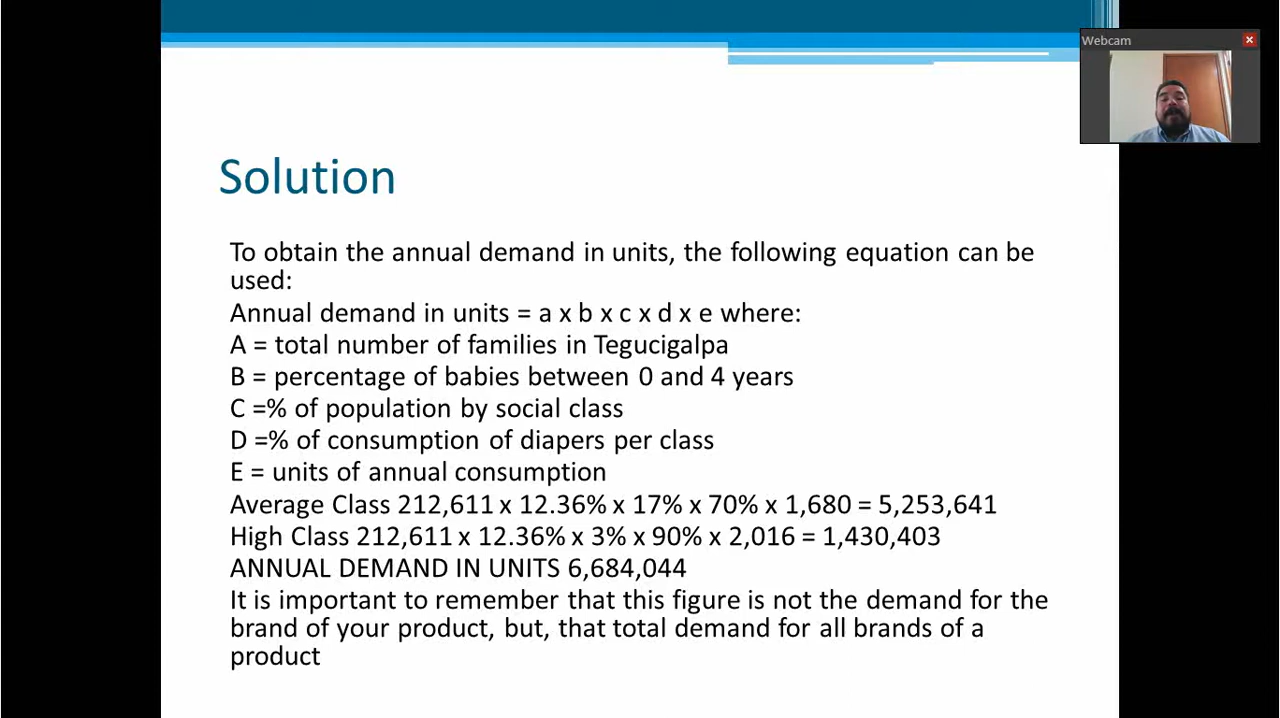 Webcam
Solution
To obtain the annual demand in units, the following equation can be
used:
Annual demand in units = a x b x c x d x e where:
A = total number of families in Tegucigalpa
B = percentage of babies between 0 and 4 years
C =% of population by social class
D =% of consumption of diapers per class
E = units of annual consumption
Average Class 212,611 x 12.36% x 17% x 70% x 1,680 = 5,253,641
High Class 212,611 x 12.36% x 3% x 90% x 2,016 = 1,430,403
ANNUAL DEMAND IN UNITS 6,684,044
It is important to remember that this figure is not the demand for the
brand of your product, but, that total demand for all brands of a
product